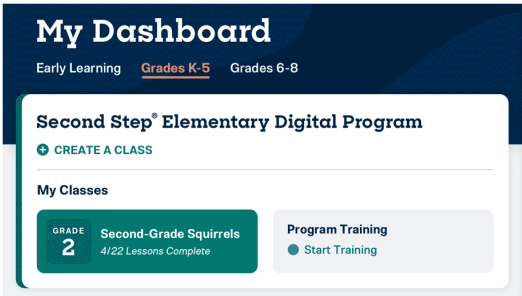 My Dashboard
Early Learning Grades K-5 Grades 6-8
Second Step® Elementary Digital Program
CREATE A CLASS
My Classes
GRADE
2
Second-Grade Squirrels
4/22 Lessons Complete
Program Training
Start Training